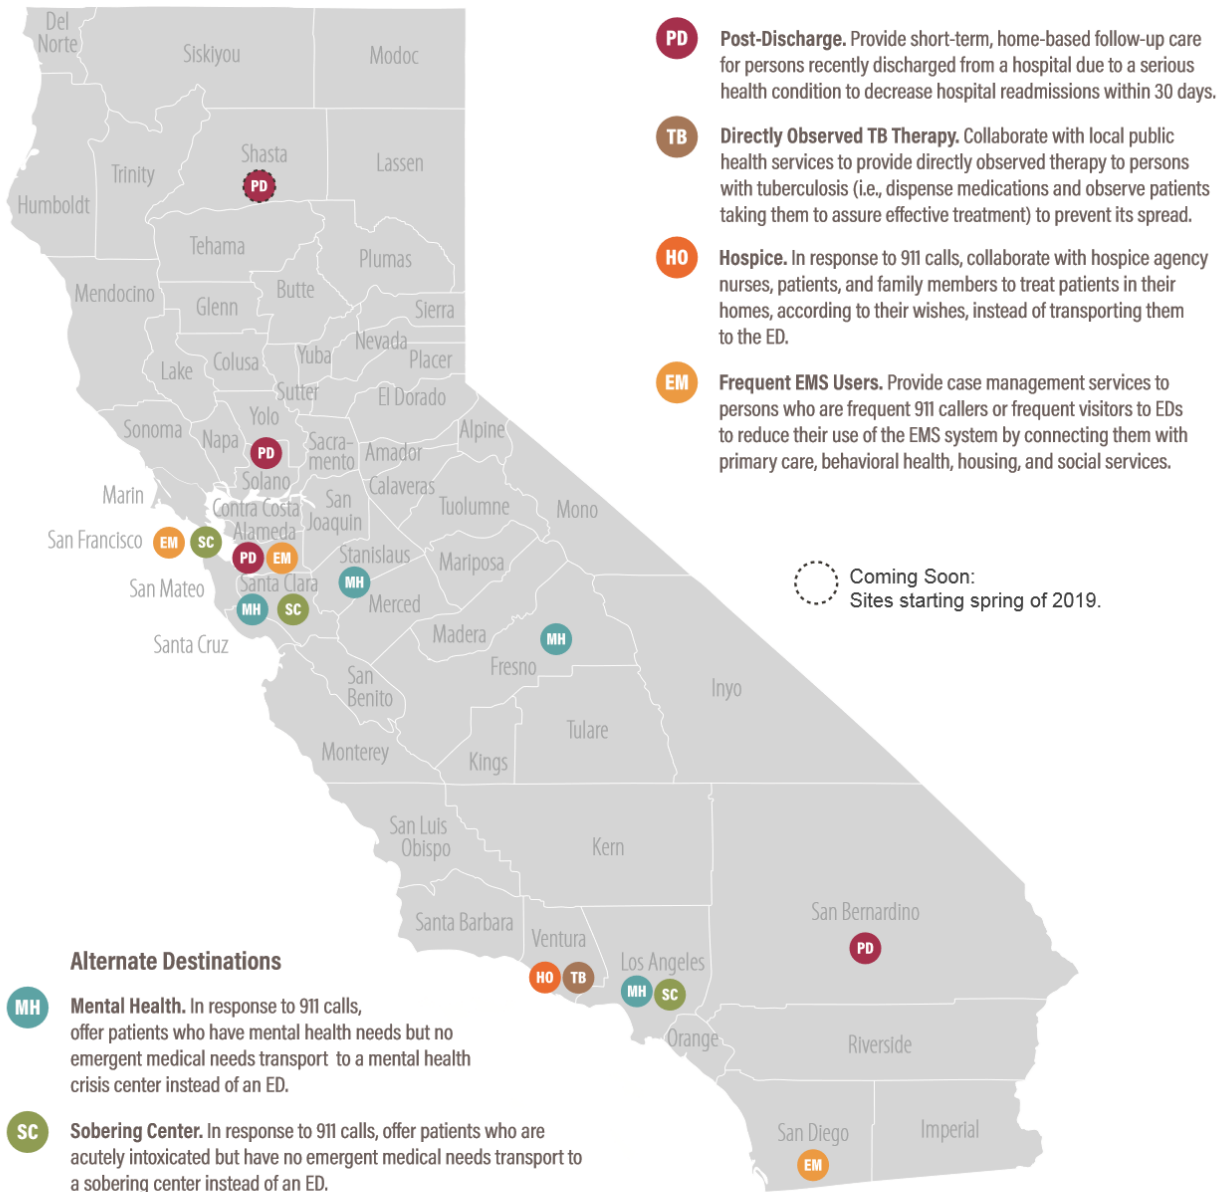 Del
Norte
Siskiyou
Modoc
Shasta
PD
Trinity
Lassen
Humboldt
Tehama
Plumas
Mendocino
Glenn
Butte
Sierra
Nevada
Placer
Lake
Colusa
Yuba
Sutter
El Dorado
Sonoma
Napa
Yolo
PD
Solano
Sacra-
mento
Amador
Alpine
Calaveras
Marin
Contra Costa
San
Joaquin
Tuolumne
Mono
San Francisco
EM
SC
Alameda
PD
EM
Stanislaus
MH
Mariposa
San Mateo
Santa Clara
MH
SC
Merced
Madera
MH
Fresno
Santa Cruz
San
Benito
Inyo
Monterey
Kings
Tulare
San Luis
Obispo
Kern
Santa Barbara
Ventura
HO
TB
Los Angeles
MH
SC
San Bernardino
PD
Orange
Riverside
San Diego
EM
Imperial
PD
Post-Discharge. Provide short-term, home-based follow-up care
for persons recently discharged from a hospital due to a serious
health condition to decrease hospital readmissions within 30 days.
TB
Directly Observed TB Therapy. Collaborate with local public
health services to provide directly observed therapy to persons
with tuberculosis (i.e., dispense medications and observe patients
taking them to assure effective treatment) to prevent its spread.
HO
Hospice. In response to 911 calls, collaborate with hospice agency
nurses, patients, and family members to treat patients in their
homes, according to their wishes, instead of transporting them
to the ED.
EM
Frequent EMS Users. Provide case management services to
persons who are frequent 911 callers or frequent visitors to EDs
to reduce their use of the EMS system by connecting them with
primary care, behavioral health, housing, and social services.
Coming Soon:
Sites starting spring of 2019.
Alternate Destinations
MH
Mental Health. In response to 911 calls,
offer patients who have mental health needs but no
emergent medical needs transport to a mental health
crisis center instead of an ED.
SC
Sobering Center. In response to 911 calls, offer patients who are
acutely intoxicated but have no emergent medical needs transport to
a sobering center instead of an ED.